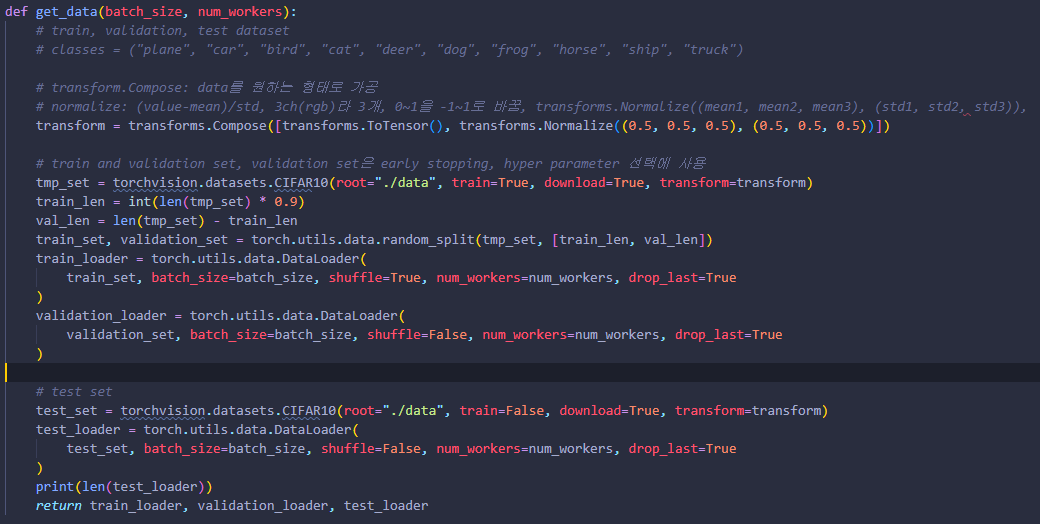 def get_data(batch_size, num_workers):
    # train, validation, test dataset
    # classes = ("plane", "car", "bird", "cat", "deer", "dog", "frog", "horse", "ship", "truck")

    # transform.Compose: data를 원하는 형태로 가공
    # normalize: (value-mean)/std, 3ch(rgb)라 3개, 0~1을 -1~1로 바꿈, transforms.Normalize((mean1, mean2, mean3), (std1, std2, std3)),
    transform = transforms.Compose([transforms.ToTensor(), transforms.Normalize((0.5, 0.5, 0.5), (0.5, 0.5, 0.5))])

    # train and validation set, validation set은 early stopping, hyper parameter 선택에 사용
    tmp_set = torchvision.datasets.CIFAR10(root="./data", train=True, download=True, transform=transform)
    train_len = int(len(tmp_set) * 0.9)
    val_len = len(tmp_set) - train_len
    train_set, validation_set = torch.utils.data.random_split(tmp_set, [train_len, val_len])
    train_loader = torch.utils.data.DataLoader(
        train_set, batch_size=batch_size, shuffle=True, num_workers=num_workers, drop_last=True
    )
    validation_loader = torch.utils.data.DataLoader(
        validation_set, batch_size=batch_size, shuffle=False, num_workers=num_workers, drop_last=True
    )

    # test set
    test_set = torchvision.datasets.CIFAR10(root="./data", train=False, download=True, transform=transform)
    test_loader = torch.utils.data.DataLoader(
        test_set, batch_size=batch_size, shuffle=False, num_workers=num_workers, drop_last=True
    )
    print(len(test_loader))
    return train_loader, validation_loader, test_loader